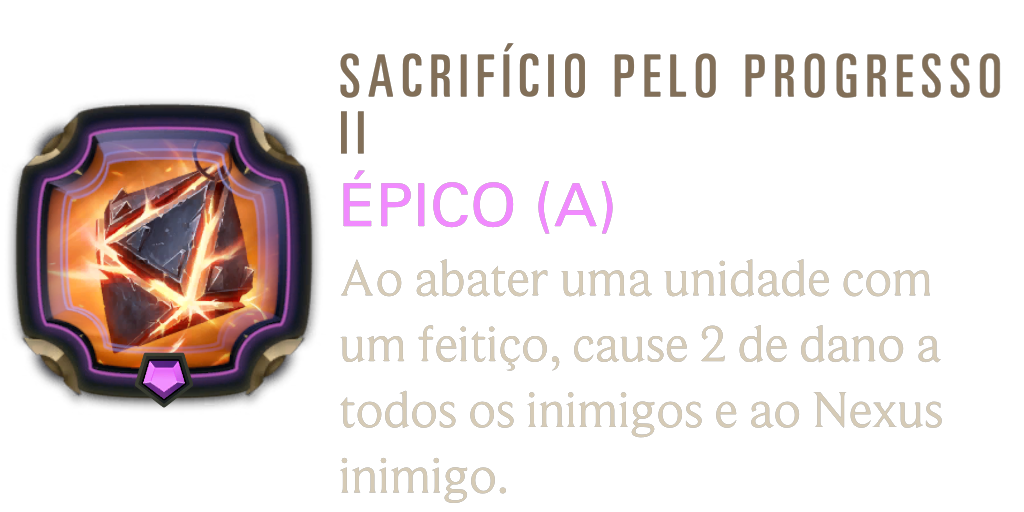 SACRIFÍCIO PELO PROGRESSO
II
ÉPICO (A)
Ao abater uma unidade com
um feitiço, cause 2 de dano a
todos os inimigos e ao Nexus
inimigo.